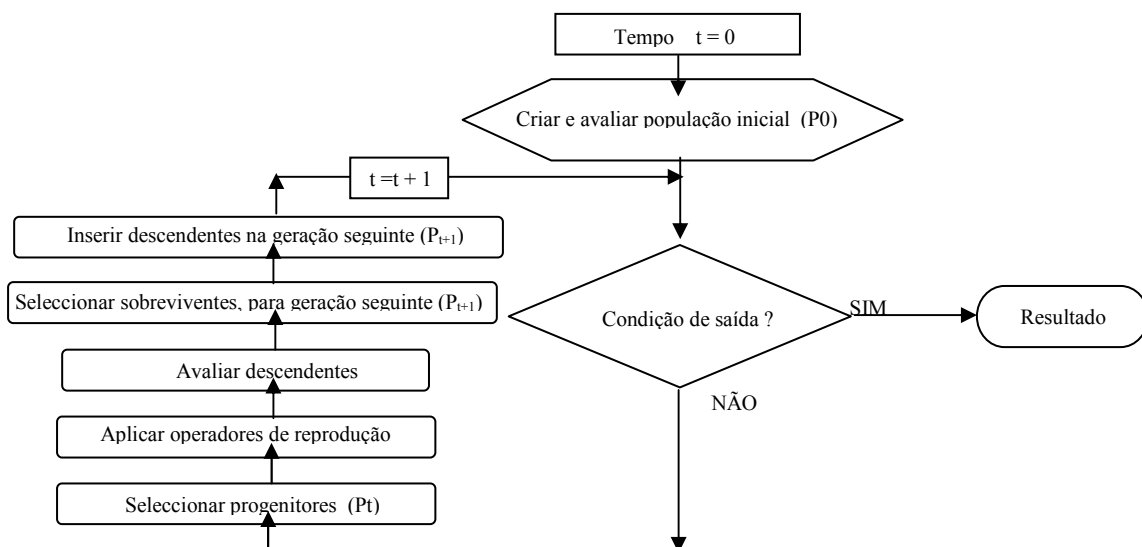 Tempo t = 0
Criar e avaliar população inicial (P0)
t =t + 1
Inserir descendentes na geração seguinte (Pt+1)
Seleccionar sobreviventes, para geração seguinte (Pt+1)
Condição de saída ?
SIM
Resultado
Avaliar descendentes
NÃO
Aplicar operadores de reprodução
Seleccionar progenitores (Pt)